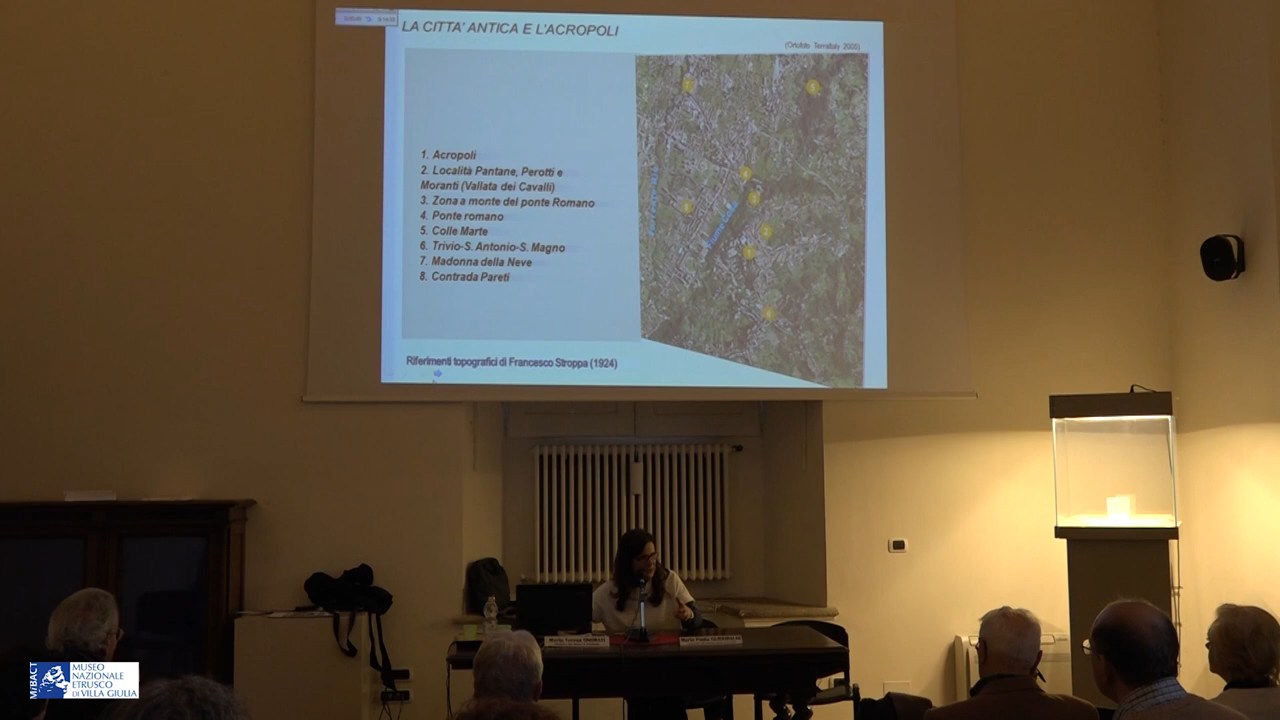 LA CITTA' ANTICA E L'ACROPOLI
(Ortofoto TerraItaly 2005)
1. Acropoli
2. Località Pantane, Perotti e
Moranti (Vallata dei Cavalli)
3. Zona a monte del ponte Romano
4. Ponte romano
5. Colle Marte
6. Trivio-S. Antonio-S. Magno
7. Madonna della Neve
8. Contrada Pareti
Riferimenti topografici di Francesco Stroppa (1924)
MiBACT
MUSEO
NAZIONALE
ETRUSCO
DI VILLA GIULIA